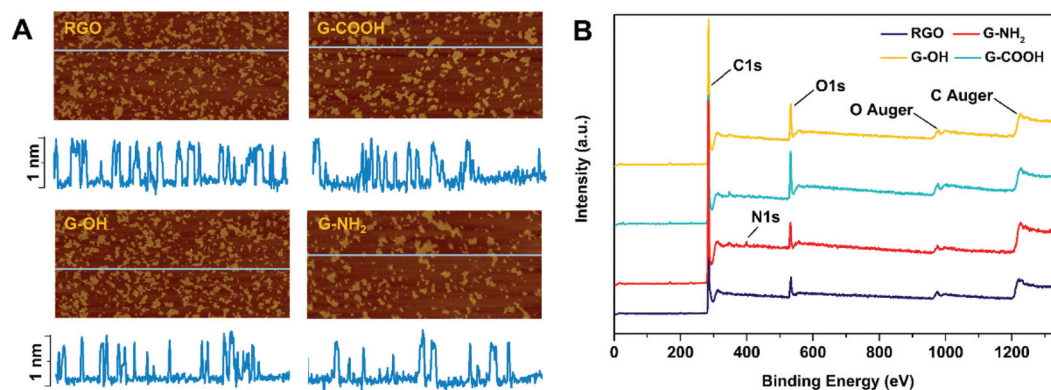 A
RGO
G-COOH
1 nm
G-OH
G-NH₂
1 nm
B
RGO
G-NH₂
G-OH
G-COOH
C1s
O1s
O Auger
C Auger
N1s
Intensity (a.u.)
0 200 400 600 800 1000 1200
Binding Energy (eV)